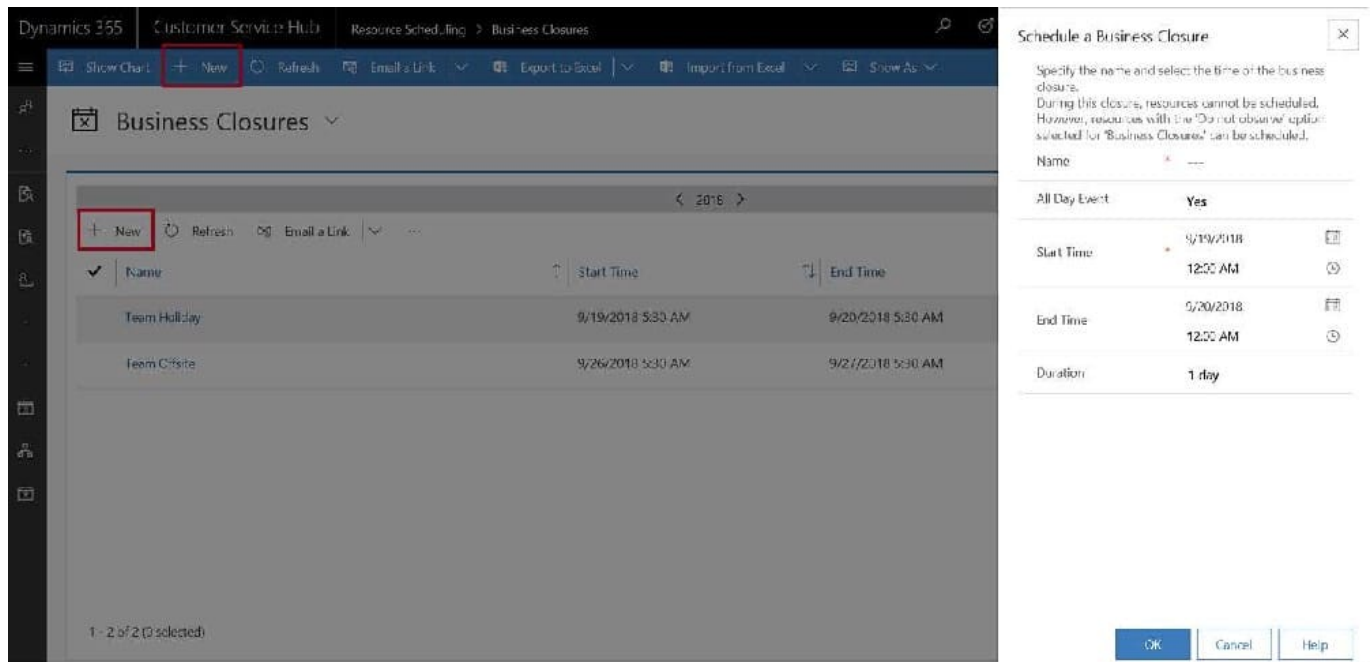 Dynamics 365 Customer Service Hub Resource Scheduling > Business Closures
Show Chart + New Refresh Email a Link Export to Excel Import from Excel Show As
Business Closures
< 2018 >
+ New Refresh Email a Link ...
Name Start Time End Time
Team Holiday 9/19/2018 5:30 AM 9/20/2018 5:30 AM
Team Offsite 9/26/2018 5:30 AM 9/27/2018 5:30 AM
1 - 2 of 2 (0 selected)
Schedule a Business Closure
Specify the name and select the time of the business
closure.
During this closure, resources cannot be scheduled.
However, resources with the 'Do not observe' option
selected for 'Business Closures' can be scheduled.
Name * ---
All Day Event Yes
Start Time * 9/19/2018
12:00 AM
End Time 9/20/2018
12:00 AM
Duration 1 day
OK Cancel Help